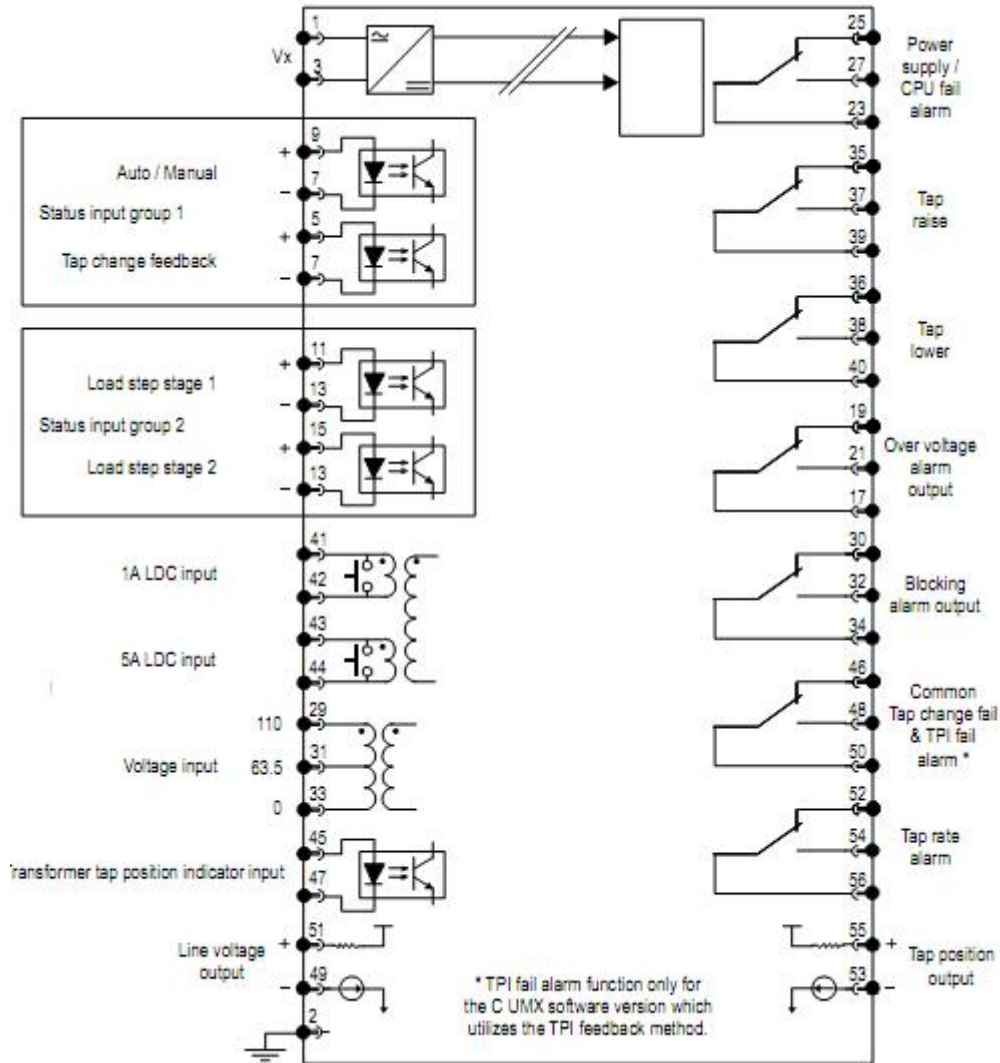 1
Vx
3
25
Power
supply /
CPU fail
alarm
27
23
+ 9
Auto / Manual
− 7
Status input group 1
+ 5
Tap change feedback
− 7
35
37
Tap
raise
39
36
38
Tap
lower
40
+ 11
Load step stage 1
− 13
Status input group 2
+ 15
Load step stage 2
− 13
19
21
Over voltage
alarm
output
17
41
1A LDC input
42
43
5A LDC input
44
30
32
Blocking
alarm output
34
46
48
Common
Tap change fail
& TPI fail
alarm *
50
110 29
Voltage input 63.5 31
0 33
52
54
Tap rate
alarm
56
45
Transformer tap position indicator input
47
+ 51
Line voltage
output
− 49
2
55 +
Tap position
output
53 −
* TPI fail alarm function only for
the C UMX software version which
utilizes the TPI feedback method.